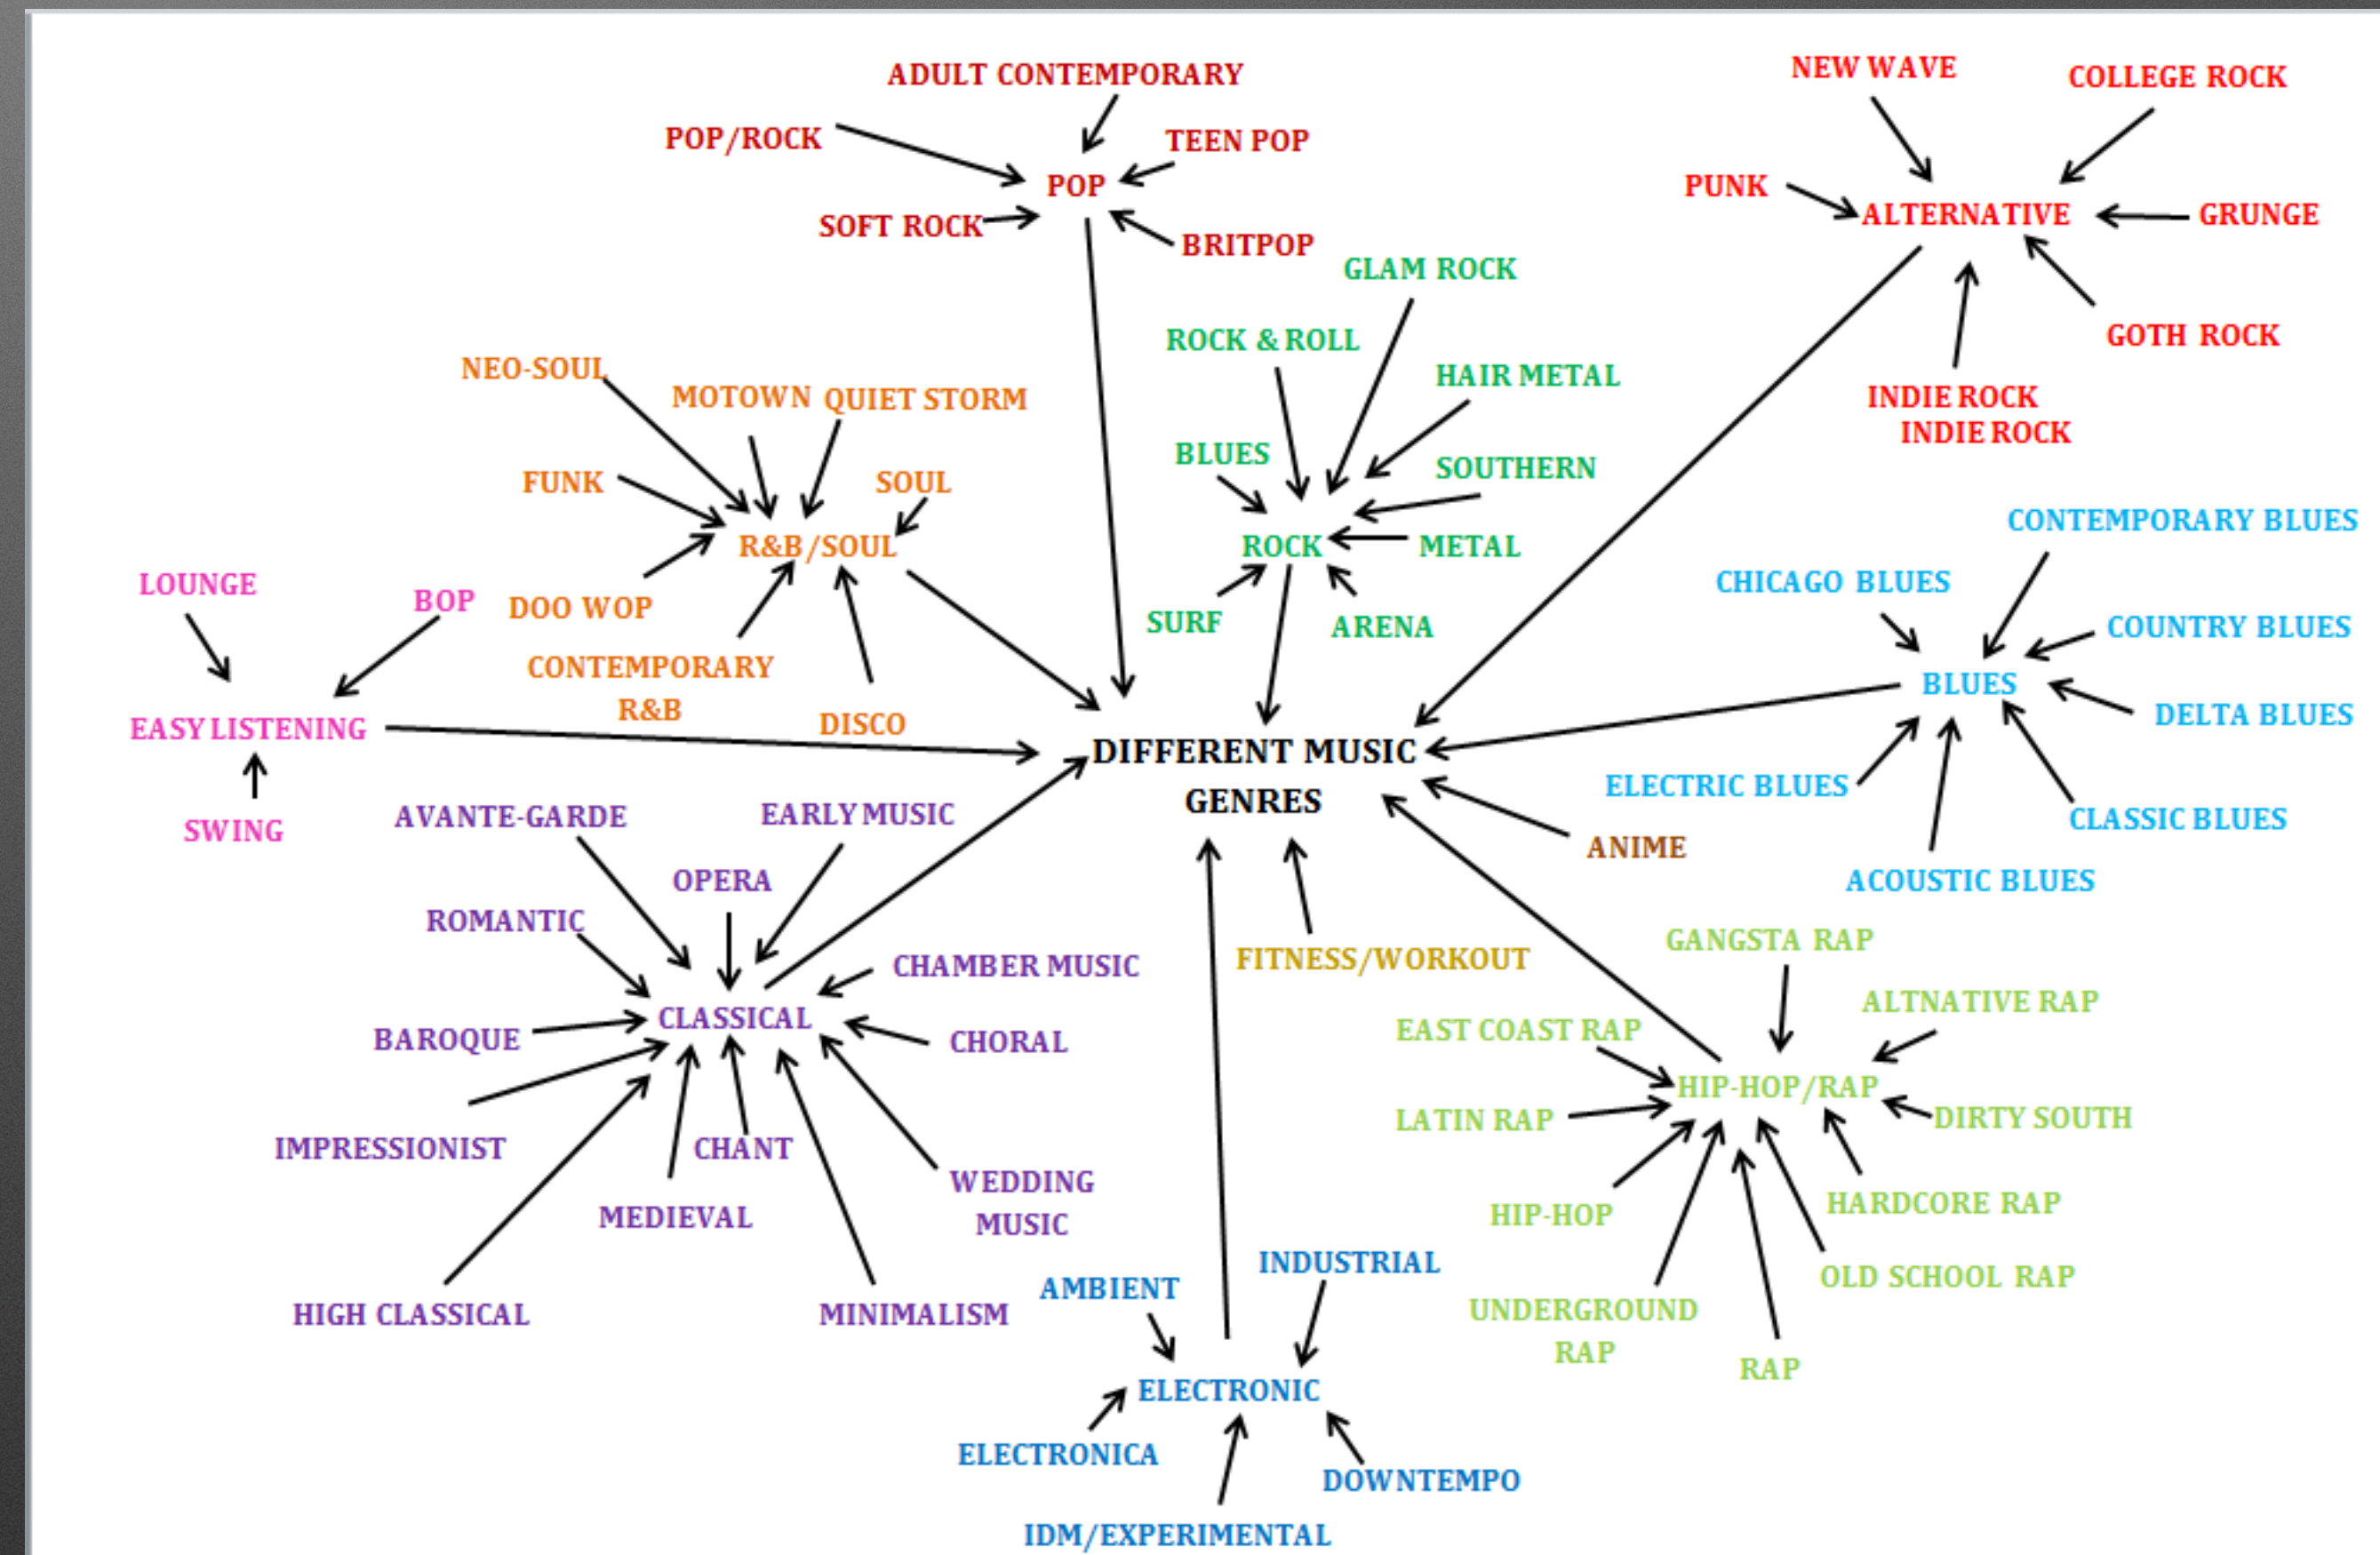 ADULT CONTEMPORARY
POP/ROCK
TEEN POP
POP
SOFT ROCK
BRITPOP
NEW WAVE
COLLEGE ROCK
PUNK
ALTERNATIVE
GRUNGE
GOTH ROCK
INDIE ROCK
INDIE ROCK
GLAM ROCK
ROCK & ROLL
HAIR METAL
BLUES
SOUTHERN
ROCK
METAL
SURF
ARENA
NEO-SOUL
MOTOWN
QUIET STORM
FUNK
SOUL
R&B/SOUL
DOO WOP
CONTEMPORARY
R&B
DISCO
LOUNGE
BOP
EASY LISTENING
SWING
CONTEMPORARY BLUES
CHICAGO BLUES
COUNTRY BLUES
BLUES
DELTA BLUES
ELECTRIC BLUES
CLASSIC BLUES
ACOUSTIC BLUES
DIFFERENT MUSIC
GENRES
ANIME
FITNESS/WORKOUT
AVANTE-GARDE
EARLY MUSIC
OPERA
ROMANTIC
CHAMBER MUSIC
CLASSICAL
BAROQUE
CHORAL
IMPRESSIONIST
CHANT
MEDIEVAL
WEDDING
MUSIC
HIGH CLASSICAL
MINIMALISM
GANGSTA RAP
ALTNATIVE RAP
EAST COAST RAP
HIP-HOP/RAP
LATIN RAP
DIRTY SOUTH
HIP-HOP
HARDCORE RAP
OLD SCHOOL RAP
UNDERGROUND
RAP
RAP
INDUSTRIAL
AMBIENT
ELECTRONIC
ELECTRONICA
DOWNTEMPO
IDM/EXPERIMENTAL